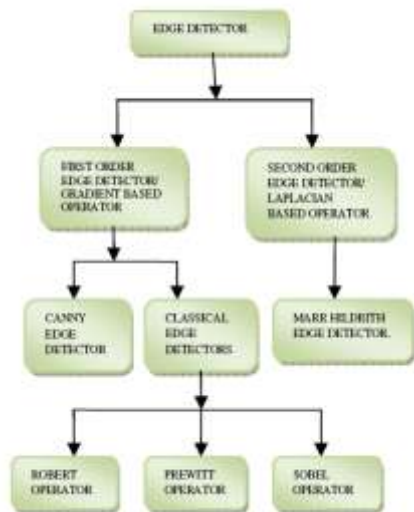 EDGE DETECTOR
FIRST ORDER
EDGE DETECTOR/
GRADIENT BASED
OPERATOR
SECOND ORDER
EDGE DETECTOR/
LAPLACIAN
BASED OPERATOR
CANNY
EDGE
DETECTOR
CLASSICAL
EDGE
DETECTORS
MARR HILDRITH
EDGE DETECTOR
ROBERT
OPERATOR
PREWITT
OPERATOR
SOBEL
OPERATOR